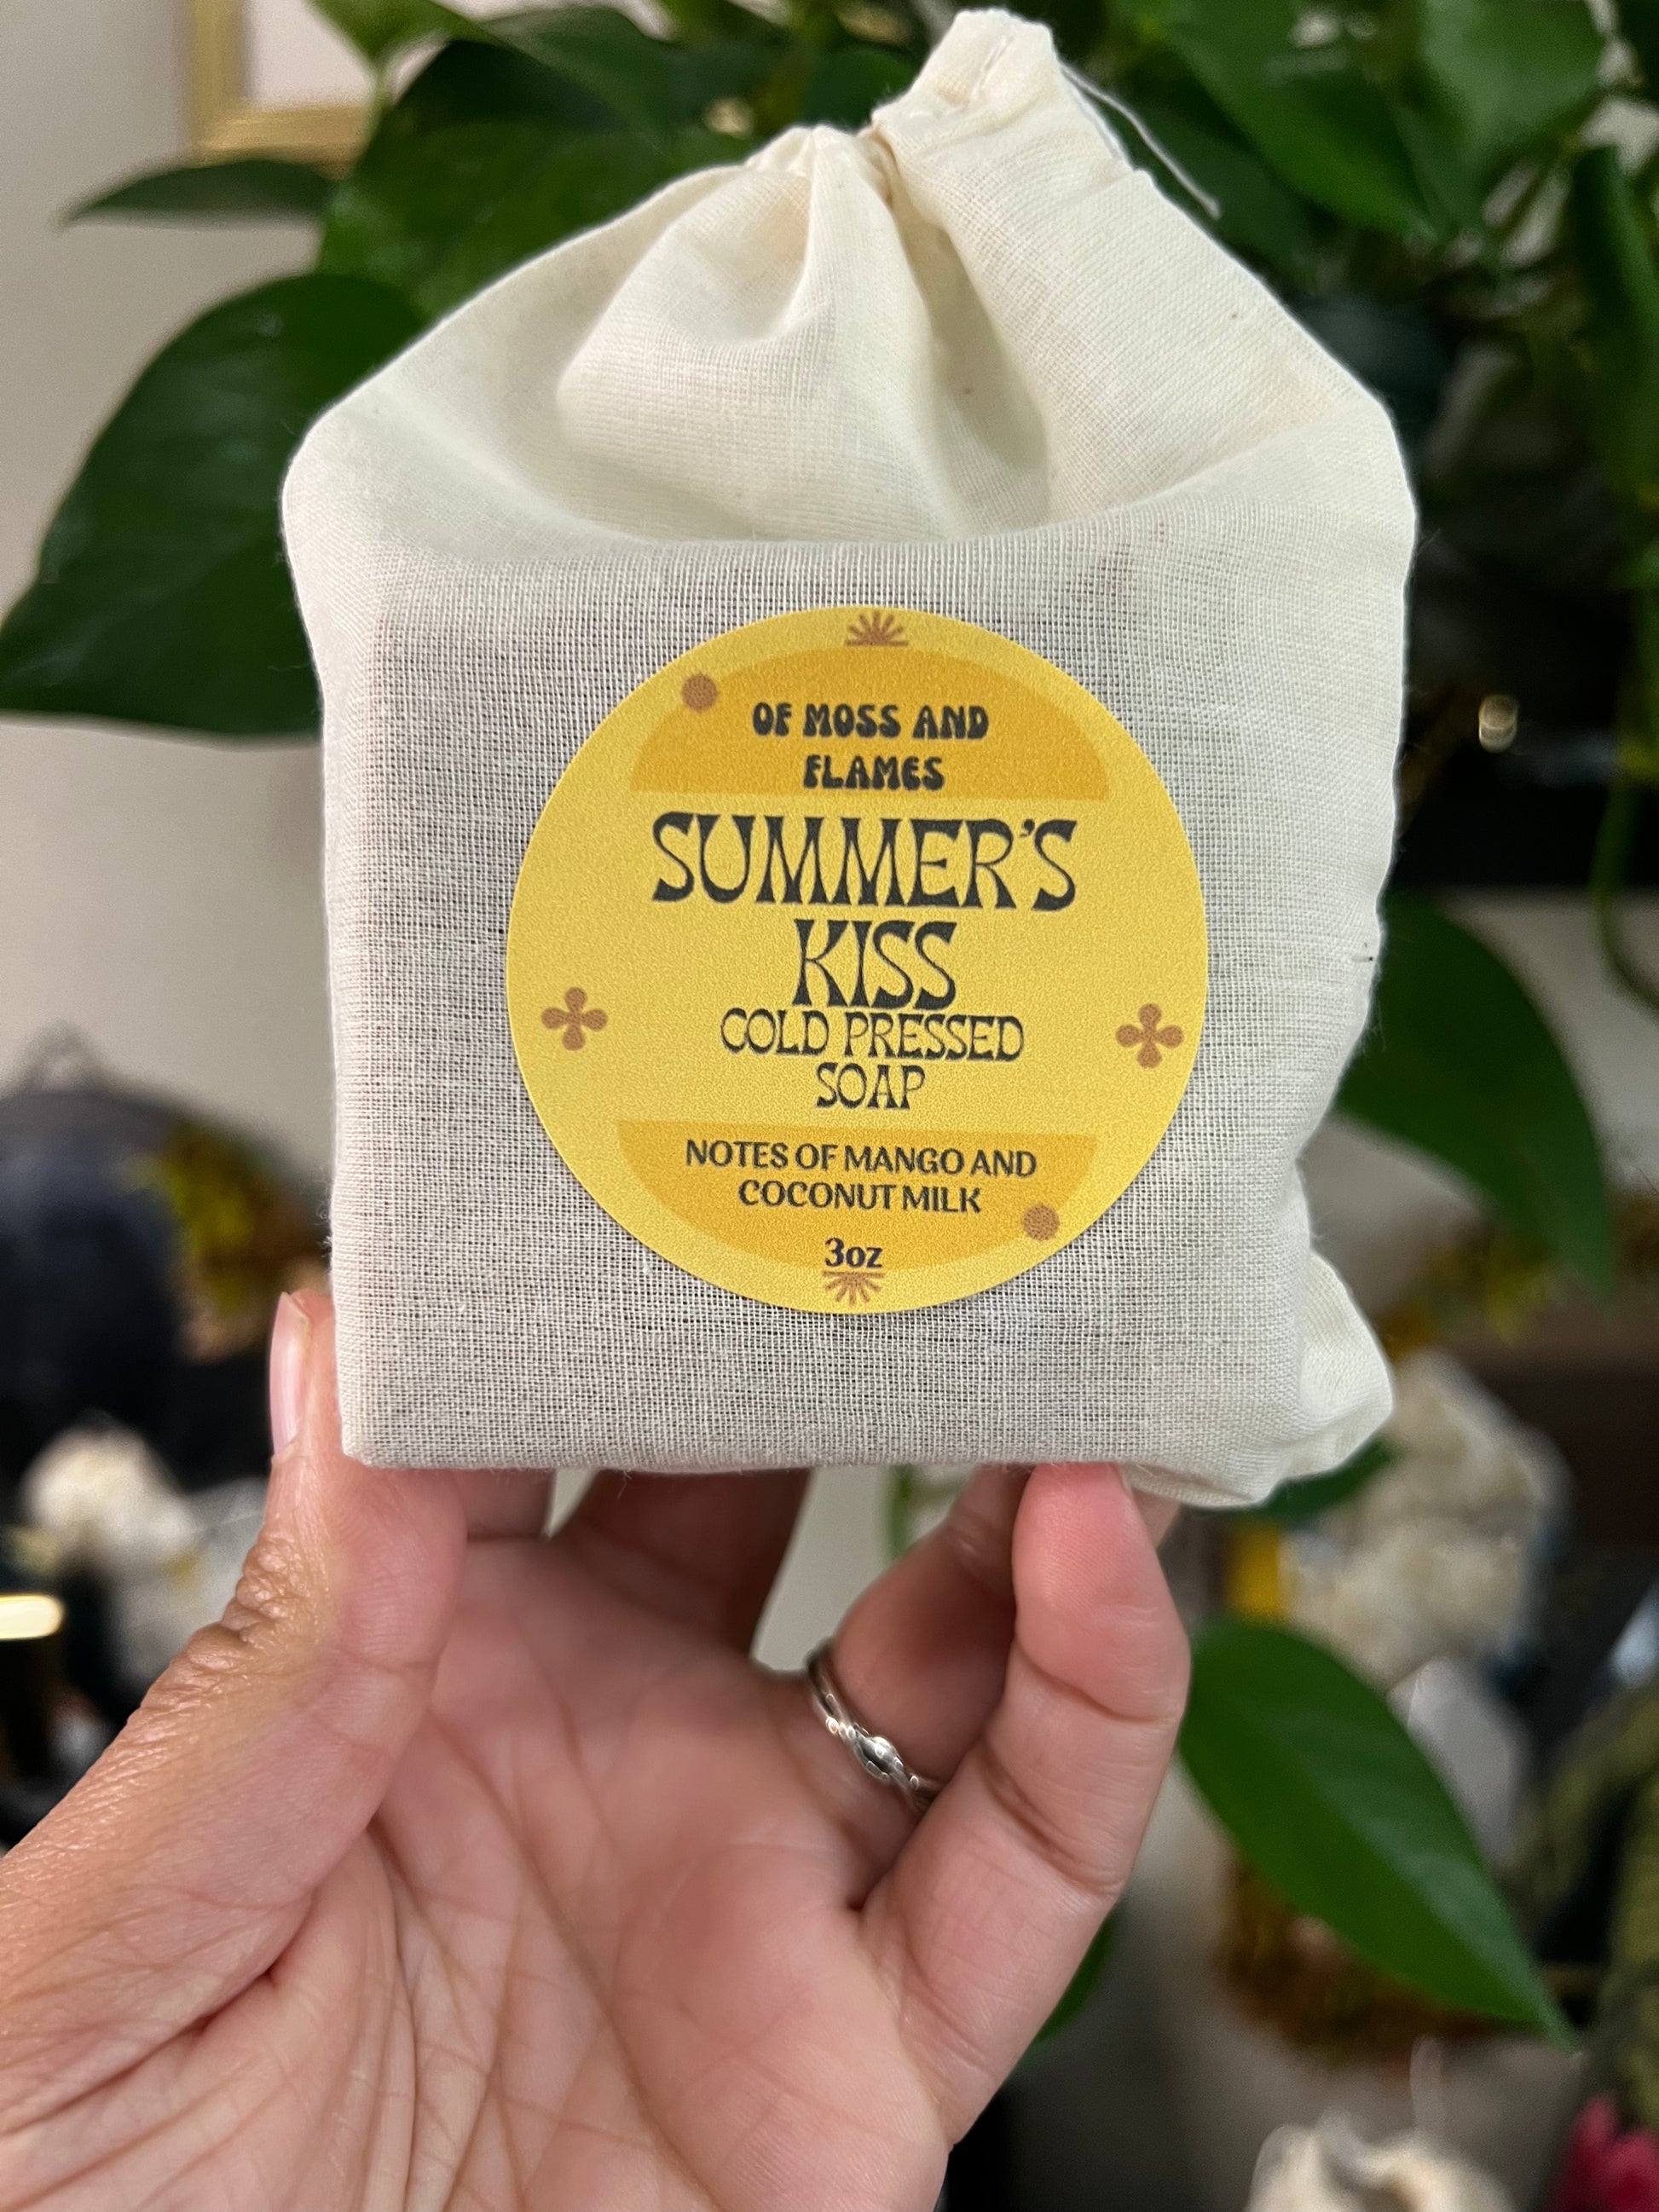 OF MOSS AND
FLAMES
SUMMER'S
KISS
COLD PRESSED
SOAP
NOTES OF MANGO AND
COCONUT MILK
3oz